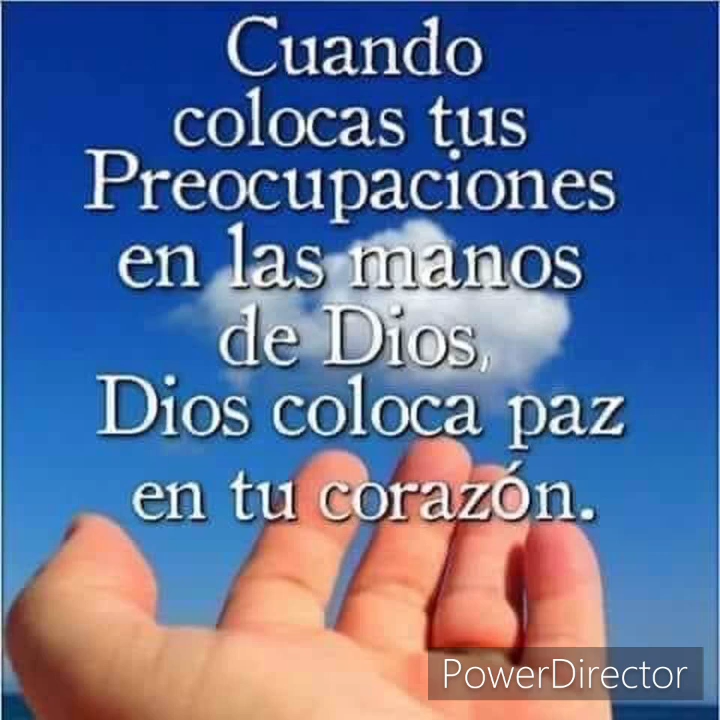 Cuando
colocas tus
Preocupaciones
en las manos
de Dios,
Dios coloca paz
en tu corazón.
PowerDirector